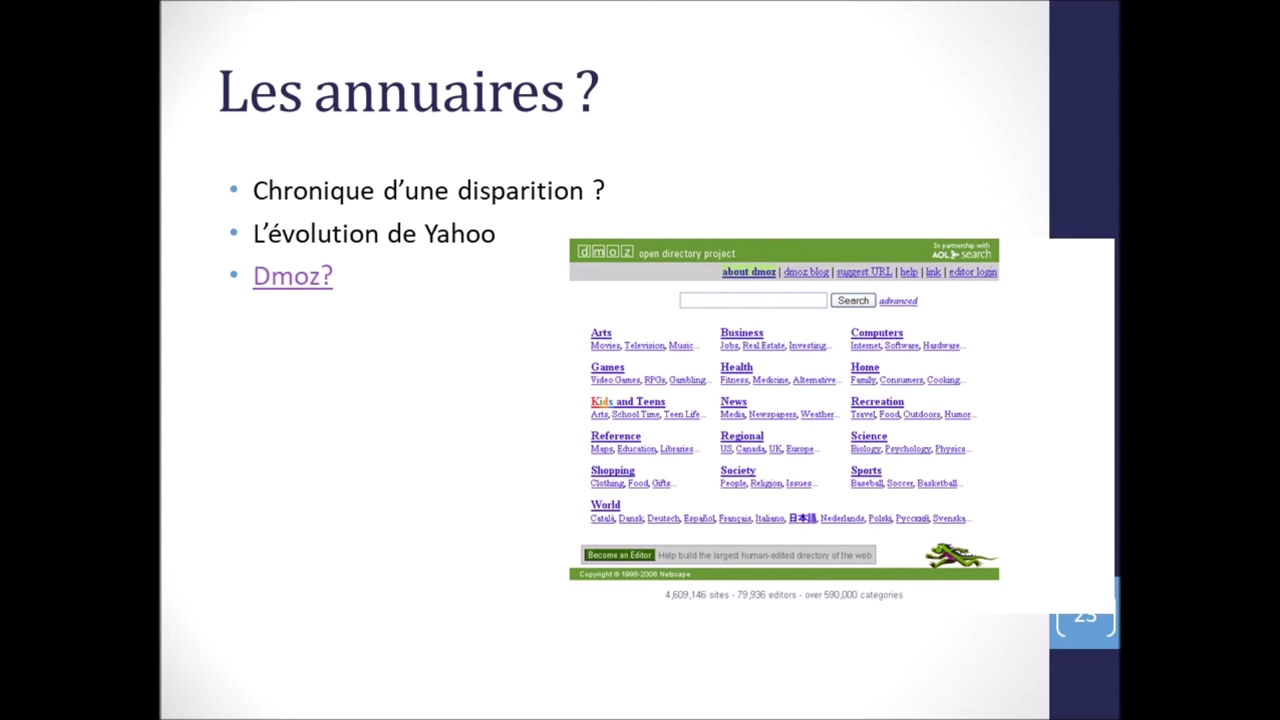 Les annuaires ?
• Chronique d’une disparition ?
• L’évolution de Yahoo
• Dmoz?
dmoz open directory project
In partnership with
AOL search
about dmoz | dmoz blog | suggest URL | help | link | editor login
Search advanced
Arts Business Computers
Movies, Television, Music... Jobs, Real Estate, Investing... Internet, Software, Hardware...
Games Health Home
Video Games, RPGs, Gambling... Fitness, Medicine, Alternative... Family, Consumers, Cooking...
Kids and Teens News Recreation
Arts, School Time, Teen Life... Media, Newspapers, Weather... Travel, Food, Outdoors, Humor...
Reference Regional Science
Maps, Education, Libraries... US, Canada, UK, Europe... Biology, Psychology, Physics...
Shopping Society Sports
Clothing, Food, Gifts... People, Religion, Issues... Baseball, Soccer, Basketball...
World
Català, Dansk, Deutsch, Español, Français, Italiano, 日本語, Nederlands, Polski, Русский, Svenska...
Become an Editor Help build the largest human-edited directory of the web
Copyright © 1998-2008 Netscape
4,609,146 sites - 79,936 editors - over 590,000 categories